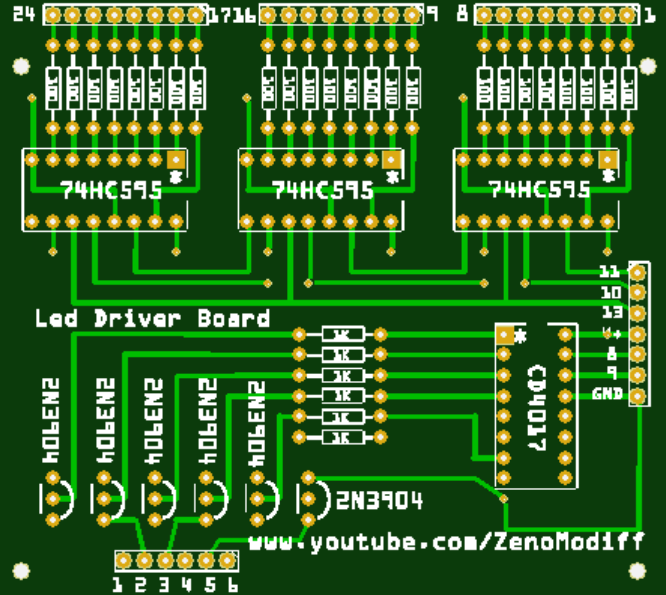 24 1716 9 8 1
100 100 100 100 100 100 100 100 100 100 100 100 100 100 100 100 100 100 100 100 100 100 100 100
74HC595 * 74HC595 * 74HC595 *
11
10
13
V+
8
9
GND
Led Driver Board
1K
1K
1K
1K
1K
1K
* CD4017
2N3904 2N3904 2N3904 2N3904 2N3904
2N3904
www.youtube.com/ZenoModiff
1 2 3 4 5 6